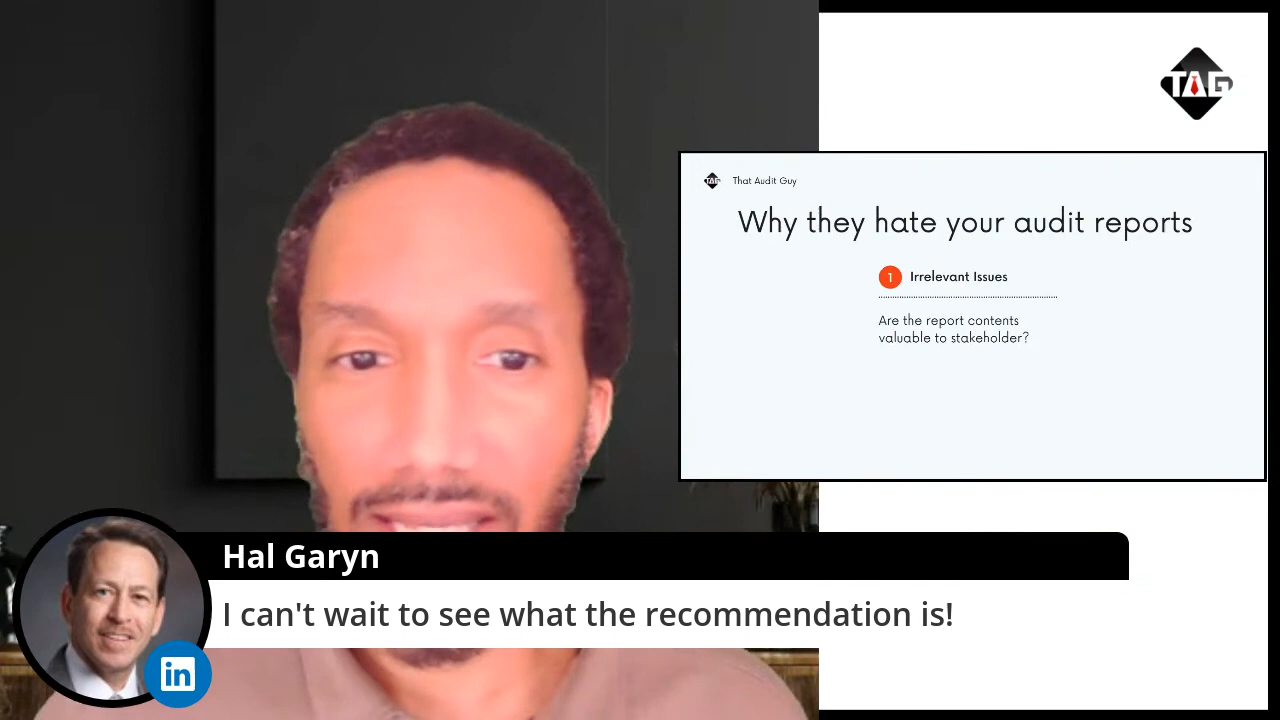 TAG
TAG That Audit Guy
Why they hate your audit reports
1 Irrelevant Issues
Are the report contents
valuable to stakeholder?
Hal Garyn
I can't wait to see what the recommendation is!
in